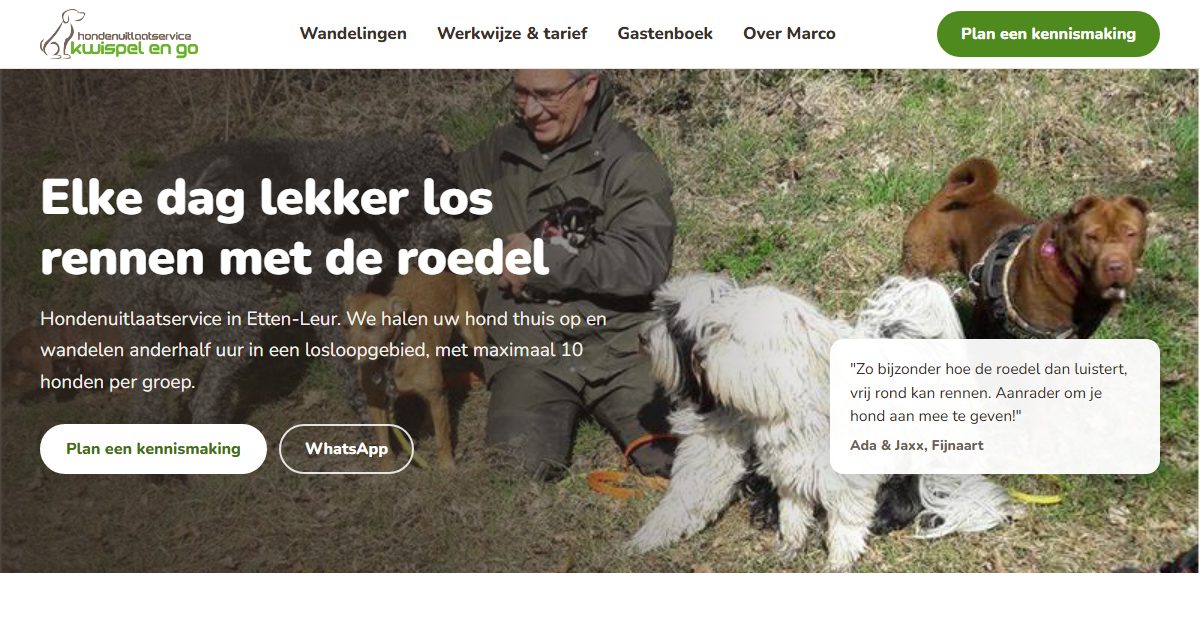 hondenuitlaatservice
kwispel en go
Wandelingen
Werkwijze & tarief
Gastenboek
Over Marco
Plan een kennismaking
Elke dag lekker los
rennen met de roedel
Hondenuitlaatservice in Etten-Leur. We halen uw hond thuis op en
wandelen anderhalf uur in een losloopgebied, met maximaal 10
honden per groep.
Plan een kennismaking
WhatsApp
"Zo bijzonder hoe de roedel dan luistert,
vrij rond kan rennen. Aanrader om je
hond aan mee te geven!"
Ada & Jaxx, Fijnaart